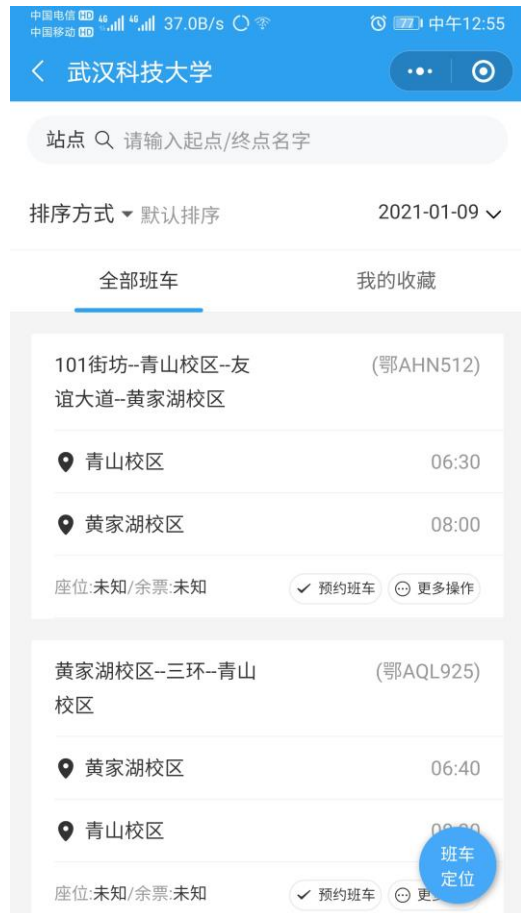 中国电信 HD 4G 4G 37.0B/s 77 中午12:55
中国移动 HD
武汉科技大学
站点 请输入起点/终点名字
排序方式 默认排序 2021-01-09
全部班车 我的收藏
101街坊--青山校区--友 (鄂AHN512)
谊大道--黄家湖校区
青山校区 06:30
黄家湖校区 08:00
座位:未知/余票:未知 预约班车 更多操作
黄家湖校区--三环--青山 (鄂AQL925)
校区
黄家湖校区 06:40
青山校区
班车
定位
座位:未知/余票:未知 预约班车 更